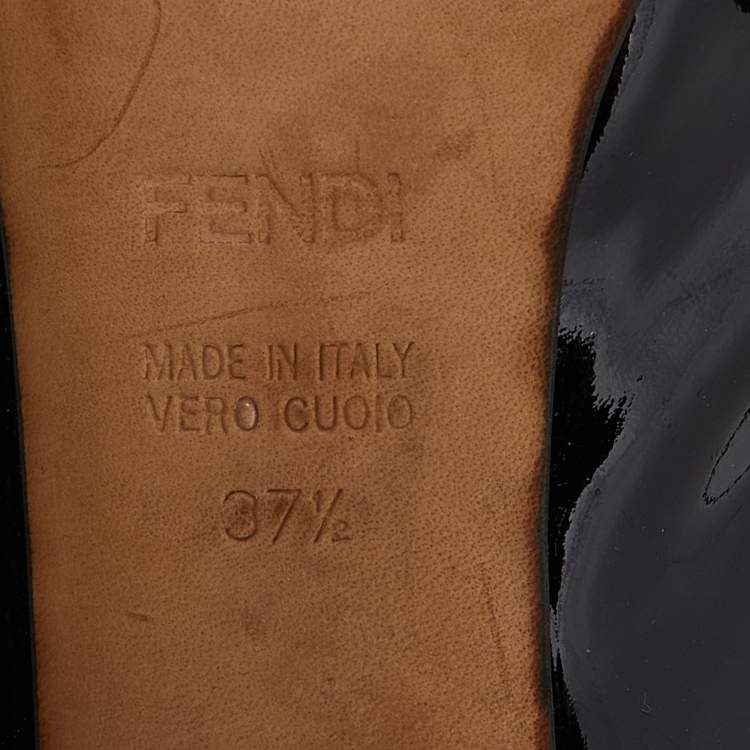 FENDI
MADE IN ITALY
VERO CUOIO
37½